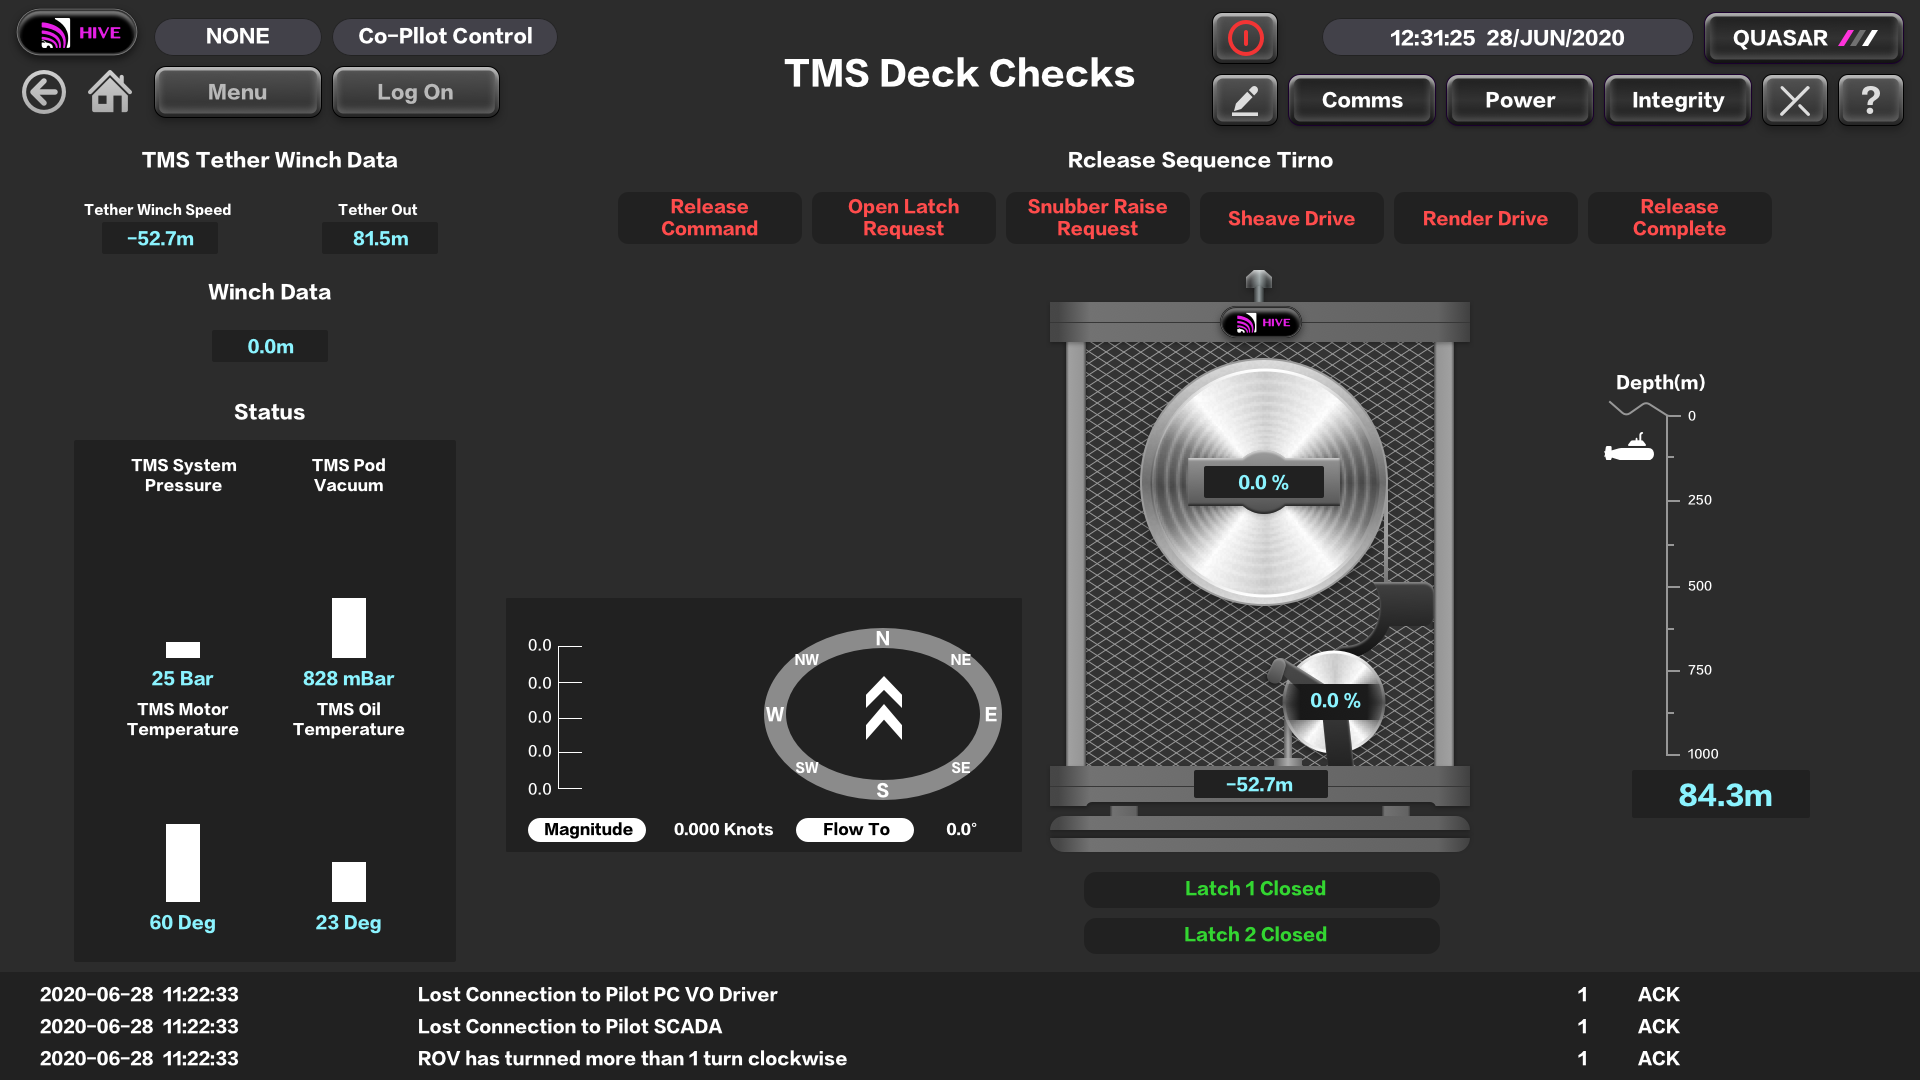 HIVE
NONE
Co-PIlot Control
12:31:25 28/JUN/2020
QUASAR
Menu
Log On
TMS Deck Checks
Comms
Power
Integrity
?
TMS Tether Winch Data
Rclease Sequence Tirno
Tether Winch Speed
Tether Out
-52.7m
81.5m
Release
Command
Open Latch
Request
Snubber Raise
Request
Sheave Drive
Render Drive
Release
Complete
Winch Data
0.0m
HIVE
Status
TMS System
Pressure
TMS Pod
Vacuum
25 Bar
828 mBar
TMS Motor
Temperature
TMS Oil
Temperature
60 Deg
23 Deg
0.0
0.0
0.0
0.0
0.0
N
NW
NE
W
E
SW
SE
S
Magnitude
0.000 Knots
Flow To
0.0°
0.0 %
0.0 %
-52.7m
Latch 1 Closed
Latch 2 Closed
Depth(m)
0
250
500
750
1000
84.3m
2020-06-28 11:22:33 Lost Connection to Pilot PC VO Driver 1 ACK
2020-06-28 11:22:33 Lost Connection to Pilot SCADA 1 ACK
2020-06-28 11:22:33 ROV has turnned more than 1 turn clockwise 1 ACK